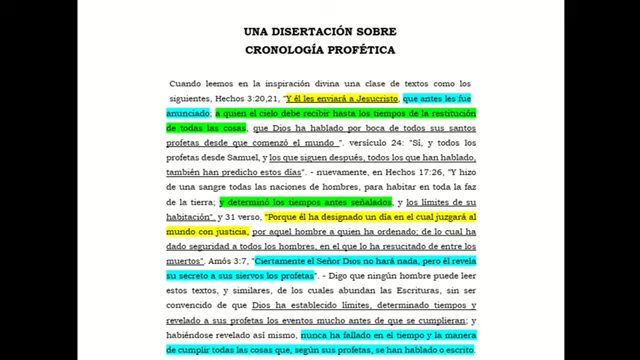 UNA DISERTACIÓN SOBRE
CRONOLOGÍA PROFÉTICA
Cuando leemos en la inspiración divina una clase de textos como los
siguientes, Hechos 3:20,21, "Y él les enviará a Jesucristo, que antes les fue
anunciado; a quien el cielo debe recibir hasta los tiempos de la restitución
de todas las cosas, que Dios ha hablado por boca de todos sus santos
profetas desde que comenzó el mundo ". versículo 24: "Sí, y todos los
profetas desde Samuel, y los que siguen después, todos los que han hablado,
también han predicho estos días". - nuevamente, en Hechos 17:26, "Y hizo
de una sangre todas las naciones de hombres, para habitar en toda la faz
de la tierra; y determinó los tiempos antes señalados, y los límites de su
habitación", y 31 verso, "Porque él ha designado un día en el cual juzgará al
mundo con justicia, por aquel hombre a quien ha ordenado; de lo cual ha
dado seguridad a todos los hombres, en el que lo ha resucitado de entre los
muertos". Amós 3:7, "Ciertamente el Señor Dios no hará nada, pero él revela
su secreto a sus siervos los profetas". - Digo que ningún hombre puede leer
estos textos, y similares, de los cuales abundan las Escrituras, sin ser
convencido de que Dios ha establecido límites, determinado tiempos y
revelado a sus profetas los eventos mucho antes de que se cumplieran; y
habiéndose revelado así mismo, nunca ha fallado en el tiempo y la manera
de cumplir todas las cosas que, según sus profetas, se han hablado o escrito.